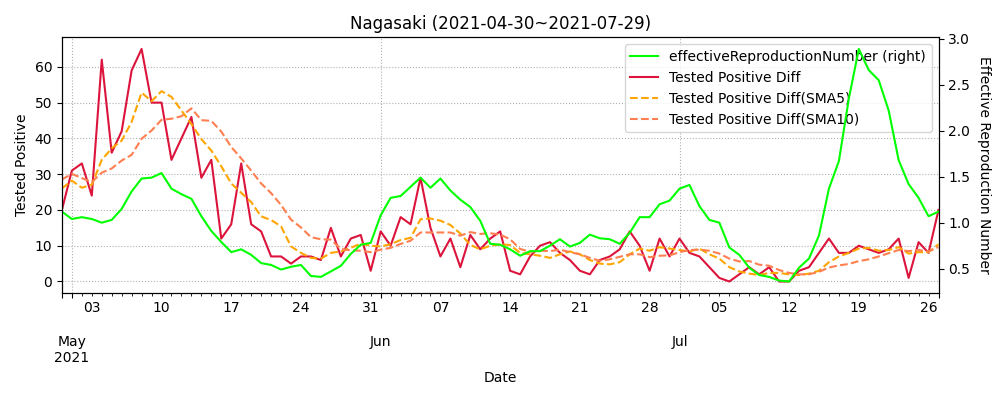 Nagasaki (2021-04-30~2021-07-29)
effectiveReproductionNumber (right)
Tested Positive Diff
Tested Positive Diff(SMA5)
Tested Positive Diff(SMA10)
Tested Positive
60
50
40
30
20
10
0
3.0
2.5
2.0
1.5
1.0
0.5
Effective Reproduction Number
03 10 17 24 31 07 14 21 28 05 12 19 26
May Jun Jul
2021
Date